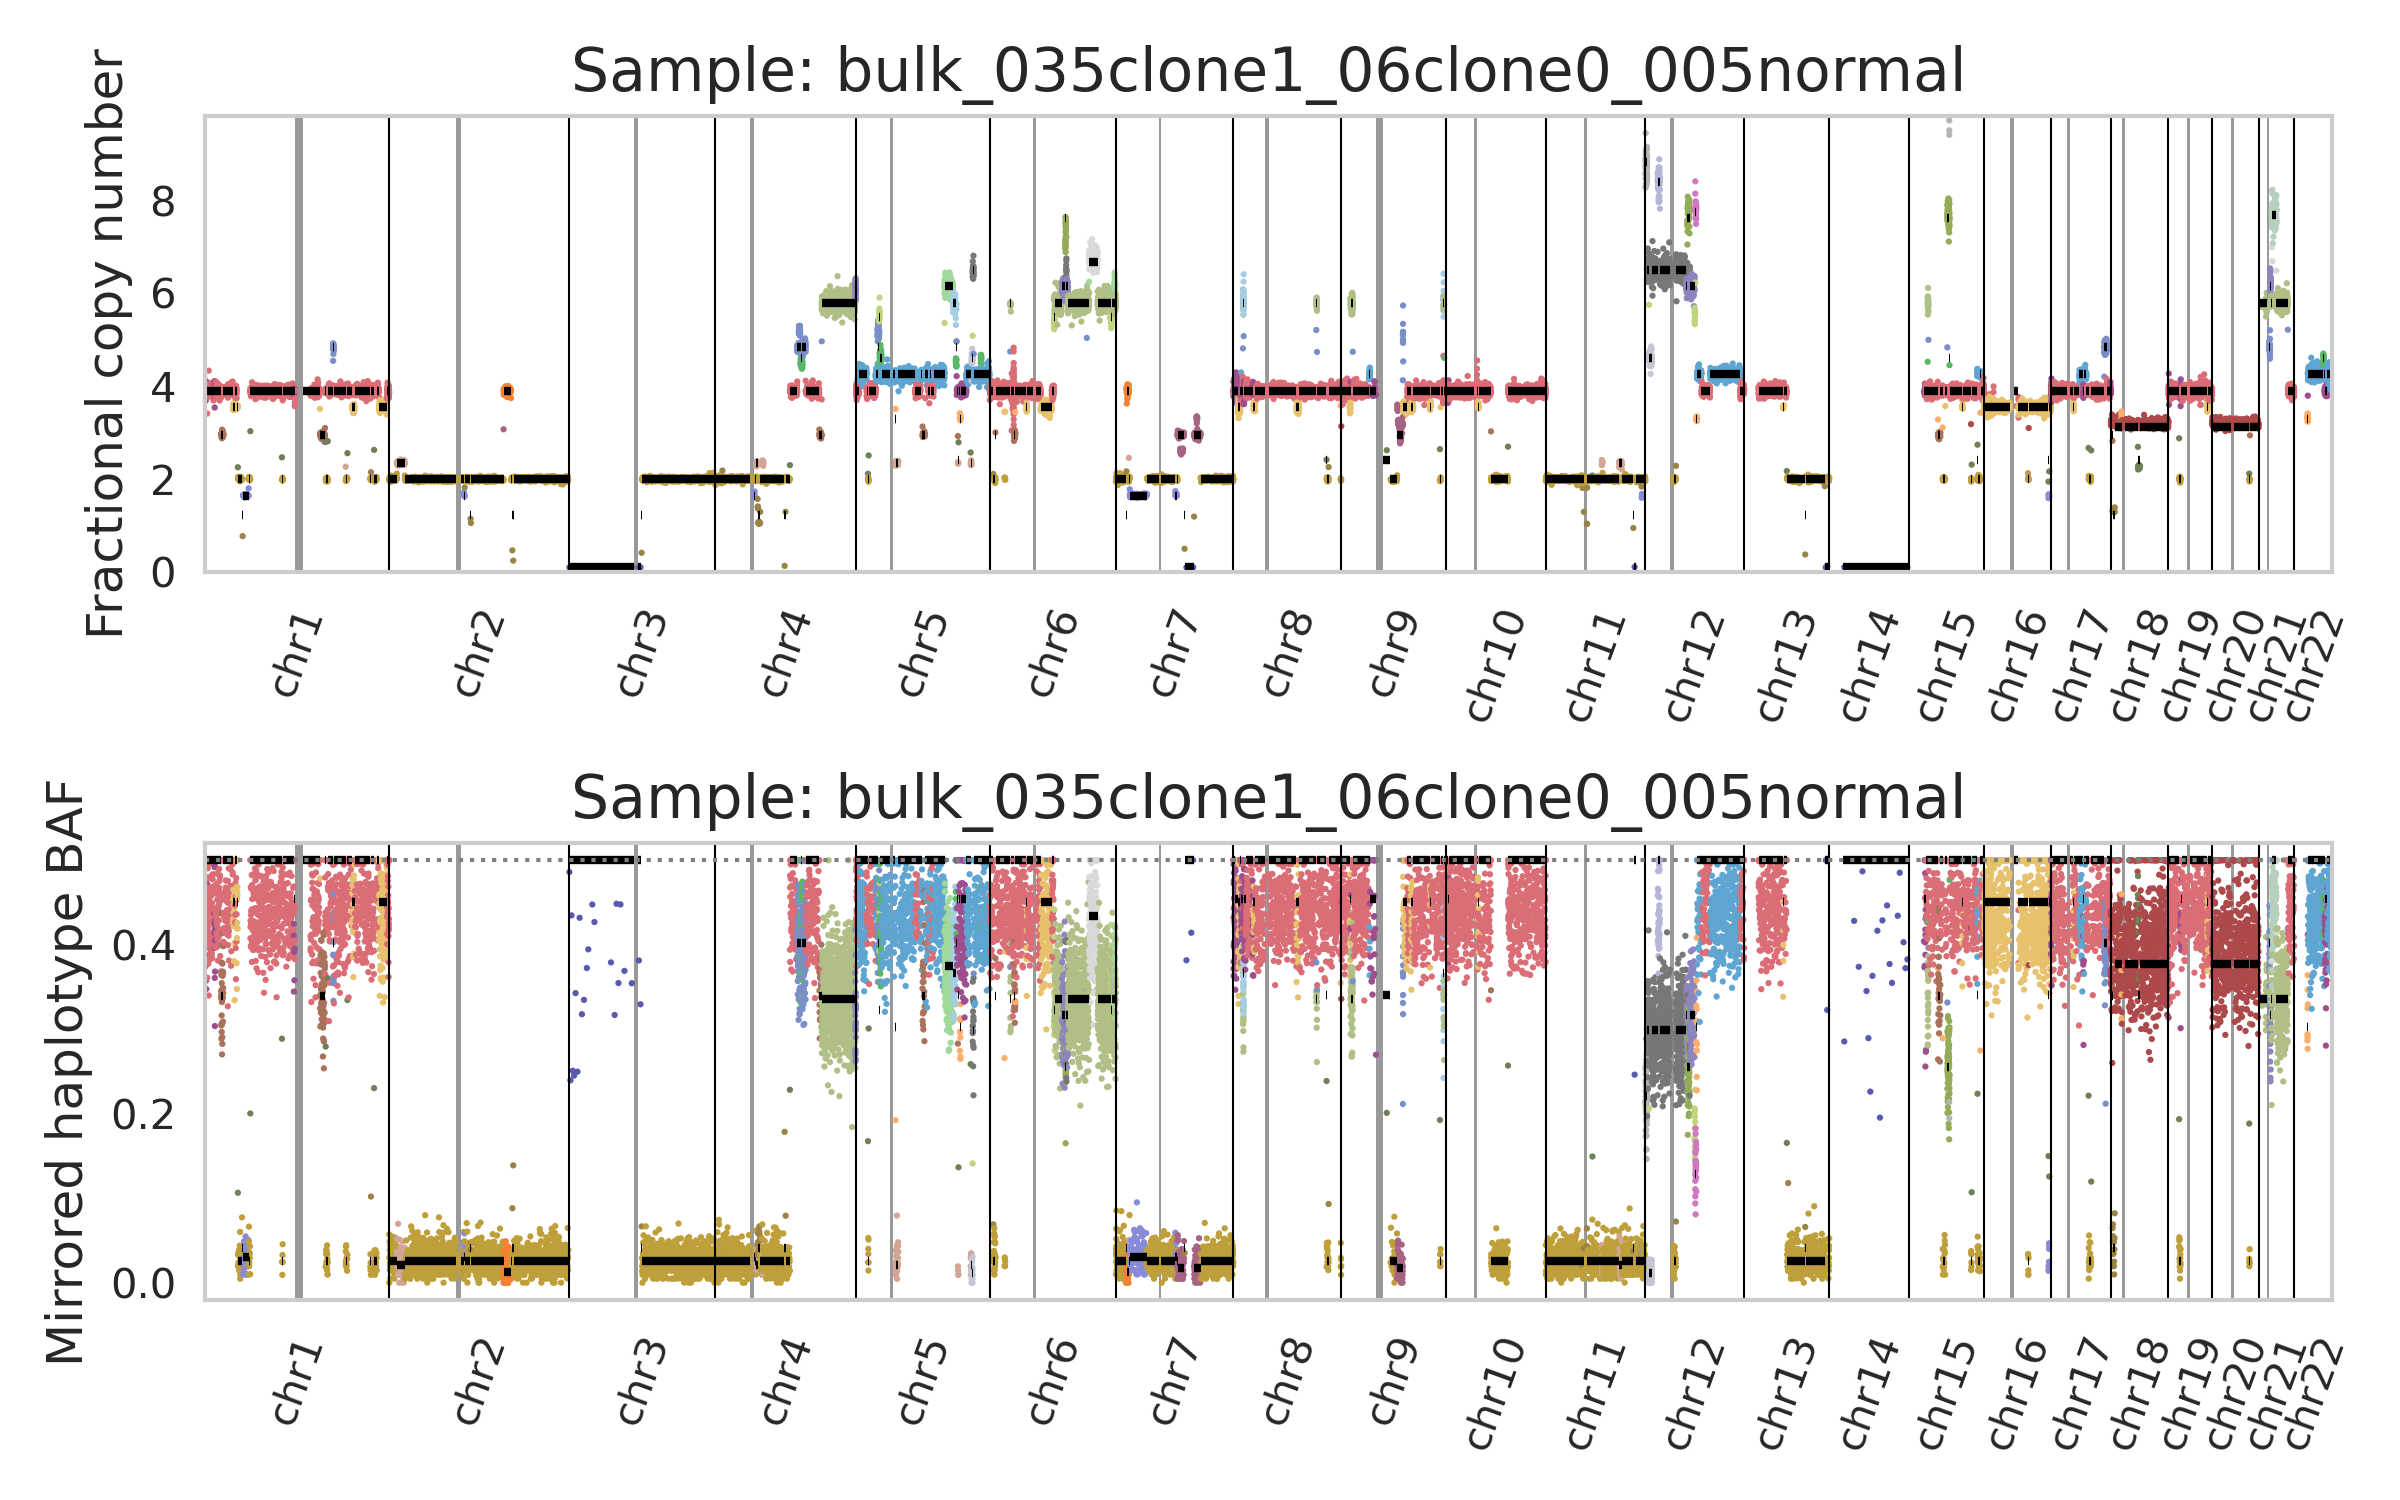 Sample: bulk_035clone1_06clone0_005normal
Fractional copy number
8
6
4
2
0
chr1 chr2 chr3 chr4 chr5 chr6 chr7 chr8 chr9 chr10 chr11 chr12 chr13 chr14 chr15 chr16 chr17 chr18 chr19 chr20 chr21 chr22
Sample: bulk_035clone1_06clone0_005normal
Mirrored haplotype BAF
0.4
0.2
0.0
chr1 chr2 chr3 chr4 chr5 chr6 chr7 chr8 chr9 chr10 chr11 chr12 chr13 chr14 chr15 chr16 chr17 chr18 chr19 chr20 chr21 chr22